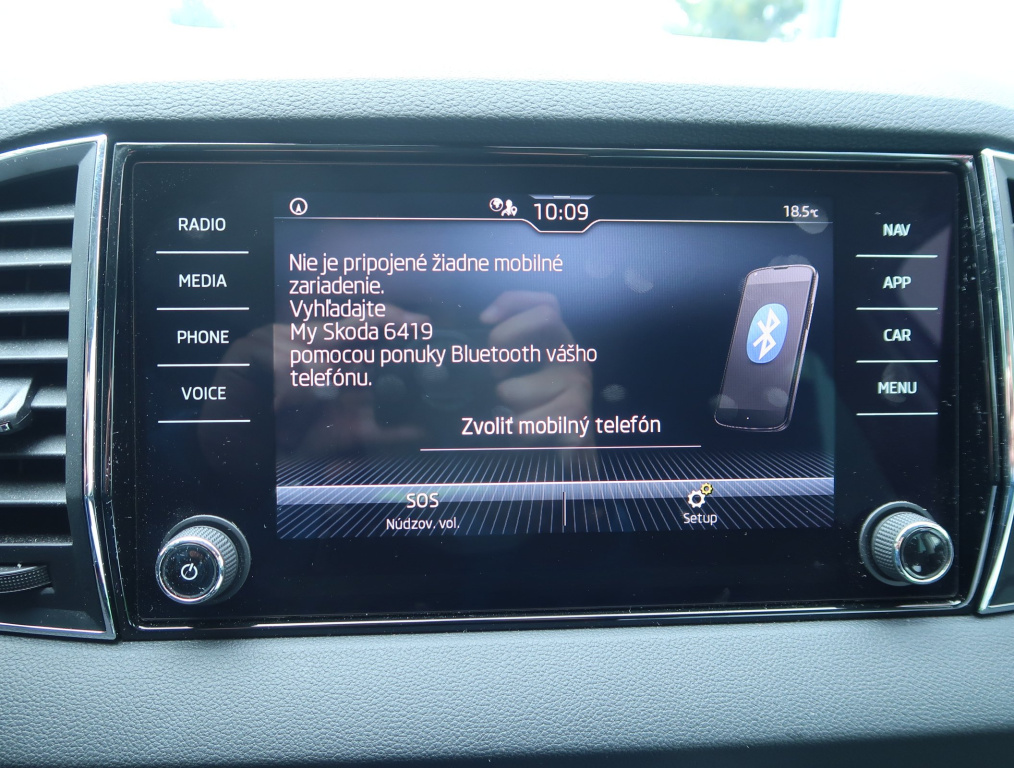 RADIO
MEDIA
PHONE
VOICE
10:09
18.5°C
Nie je pripojené žiadne mobilné
zariadenie.
Vyhľadajte
My Skoda 6419
pomocou ponuky Bluetooth vášho
telefónu.
Zvoliť mobilný telefón
SOS
Núdzov. vol.
Setup
NAV
APP
CAR
MENU